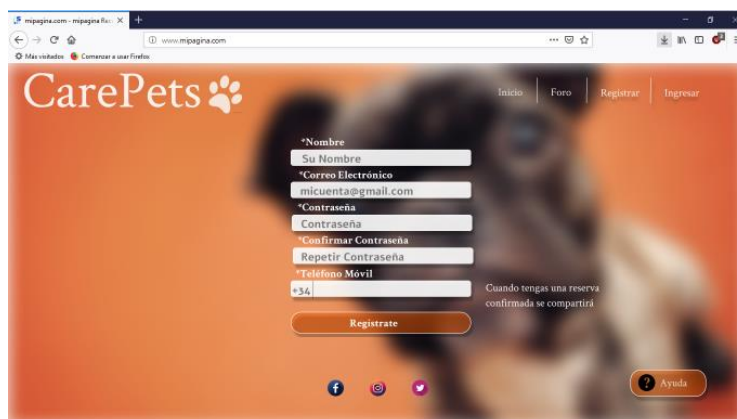 mipagina.com - mipagina Res
www.mipagina.com
Más visitados Comenzar a usar Firefox
CarePets
Inicio Foro Registrar Ingresar
*Nombre
Su Nombre
*Correo Electrónico
micuenta@gmail.com
*Contraseña
Contraseña
*Confirmar Contraseña
Repetir Contraseña
*Teléfono Móvil
+34
Cuando tengas una reserva
confirmada se compartirá
Regístrate
? Ayuda